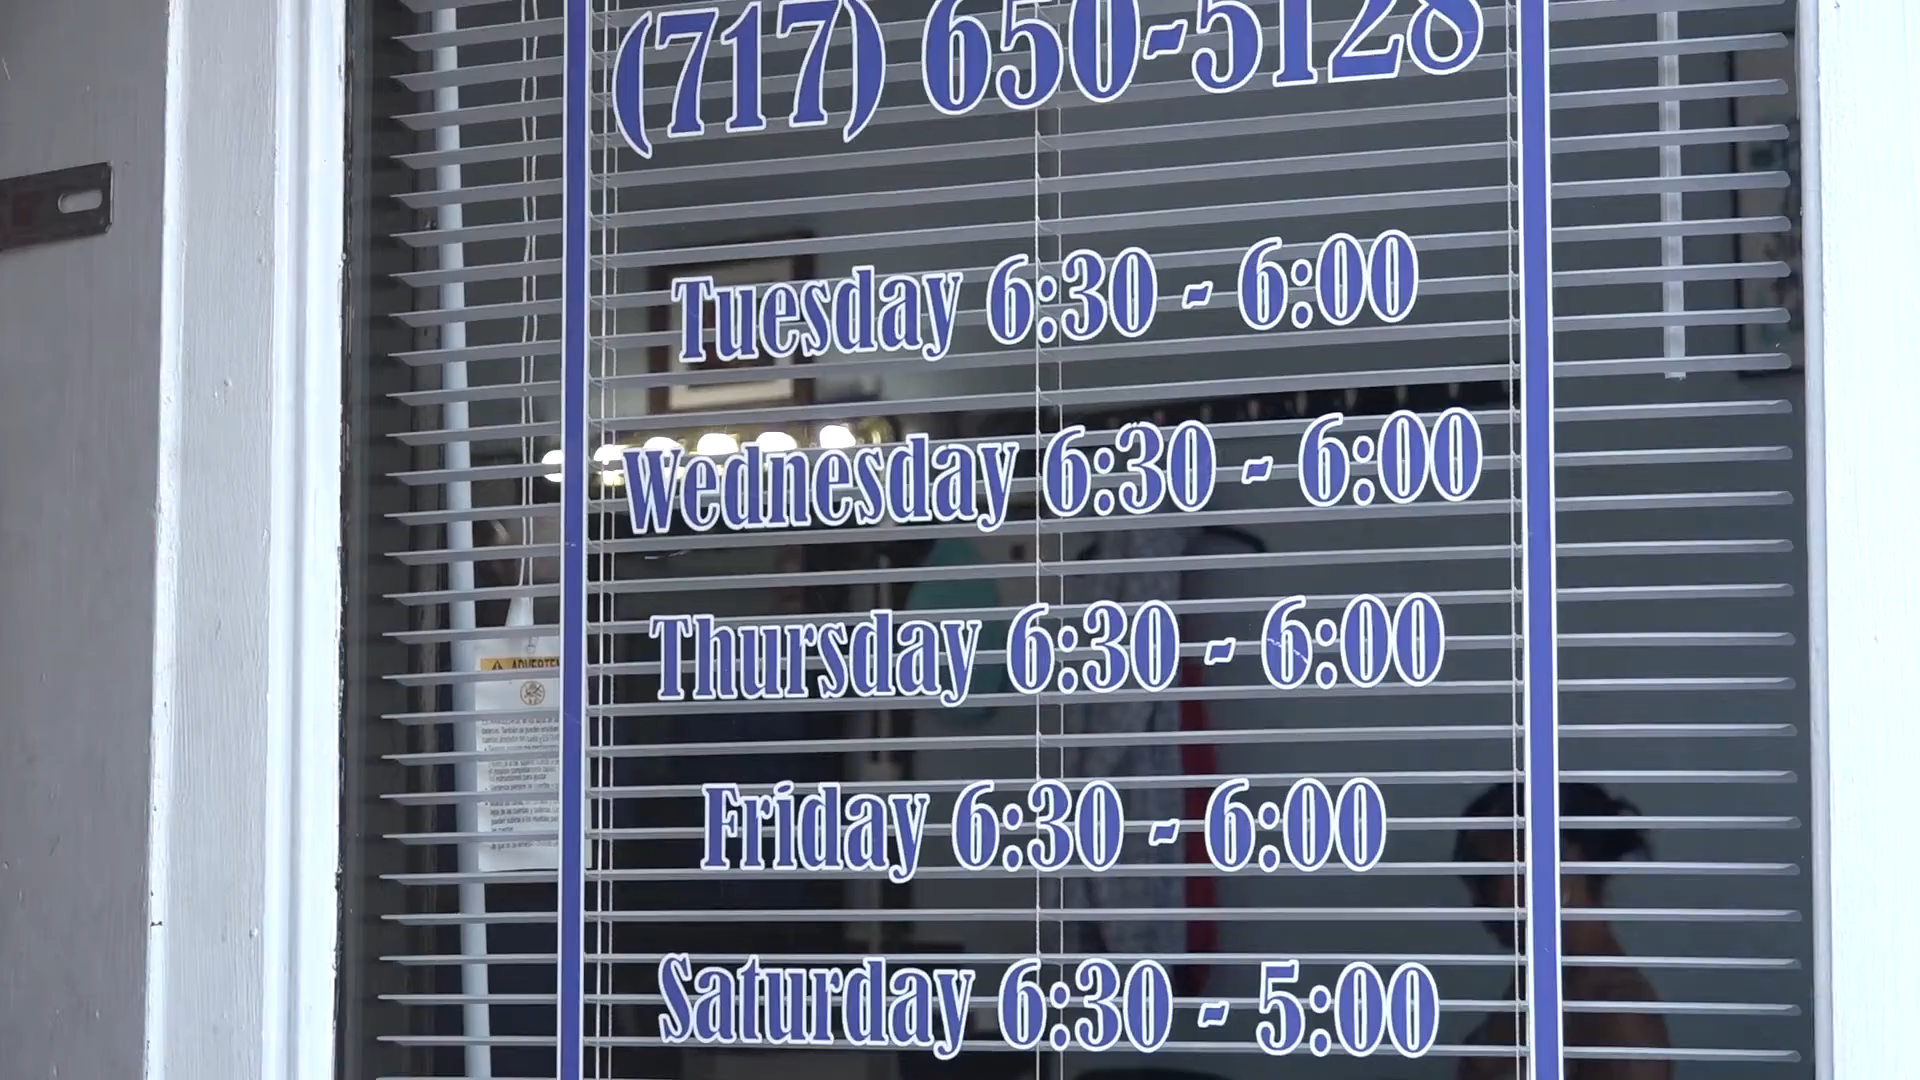 (717) 650-5128
Tuesday 6:30 - 6:00
Wednesday 6:30 - 6:00
Thursday 6:30 - 6:00
Friday 6:30 - 6:00
Saturday 6:30 - 5:00